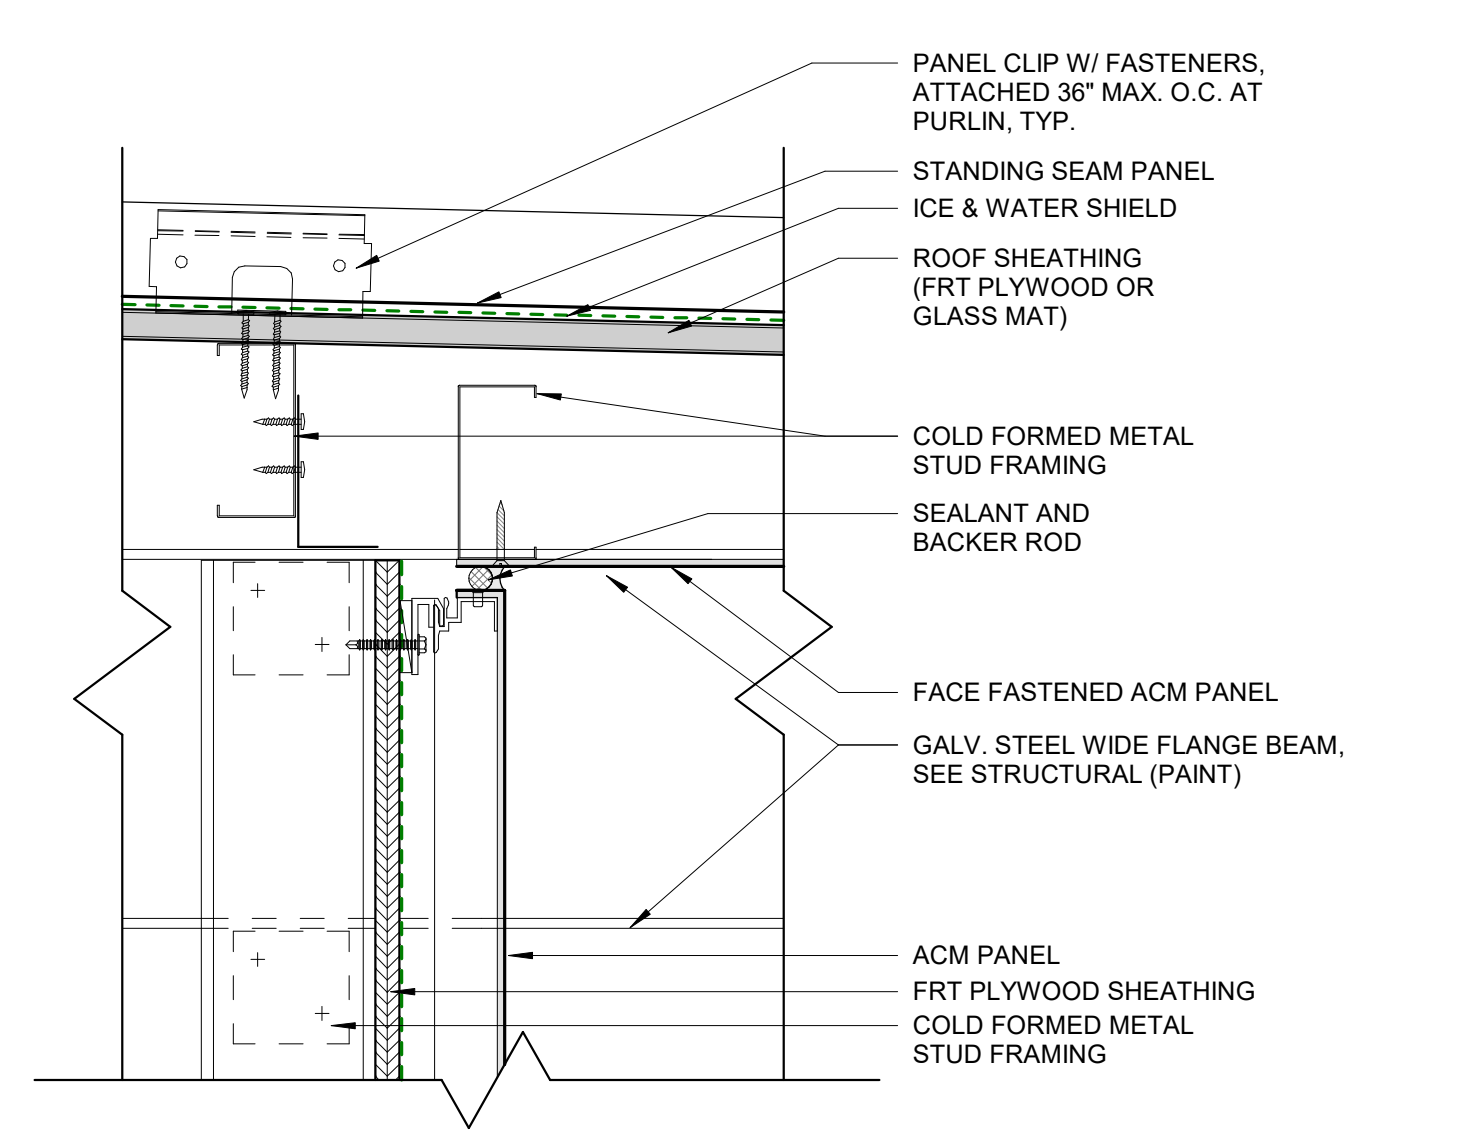 PANEL CLIP W/ FASTENERS,
ATTACHED 36" MAX. O.C. AT
PURLIN, TYP.
STANDING SEAM PANEL
ICE & WATER SHIELD
ROOF SHEATHING
(FRT PLYWOOD OR
GLASS MAT)
COLD FORMED METAL
STUD FRAMING
SEALANT AND
BACKER ROD
FACE FASTENED ACM PANEL
GALV. STEEL WIDE FLANGE BEAM,
SEE STRUCTURAL (PAINT)
ACM PANEL
FRT PLYWOOD SHEATHING
COLD FORMED METAL
STUD FRAMING